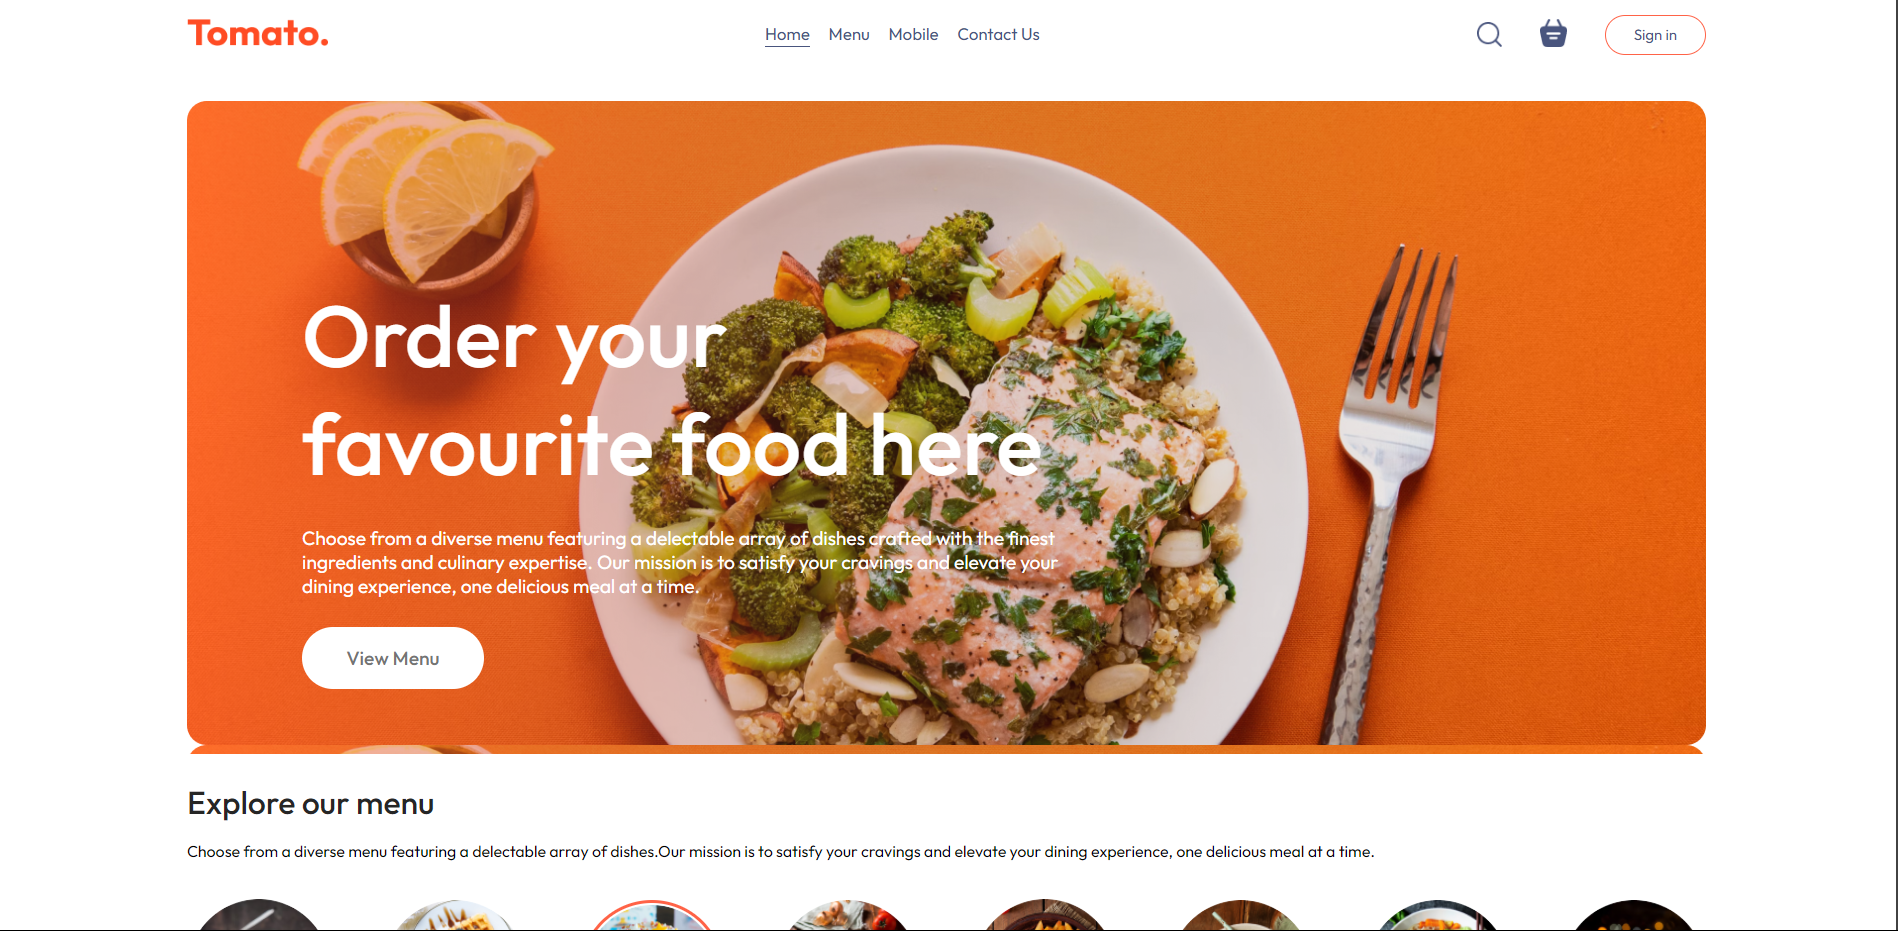 Tomato.
Home Menu Mobile Contact Us
Sign in
Order your
favourite food here
Choose from a diverse menu featuring a delectable array of dishes crafted with the finest
ingredients and culinary expertise. Our mission is to satisfy your cravings and elevate your
dining experience, one delicious meal at a time.
View Menu
Explore our menu
Choose from a diverse menu featuring a delectable array of dishes.Our mission is to satisfy your cravings and elevate your dining experience, one delicious meal at a time.